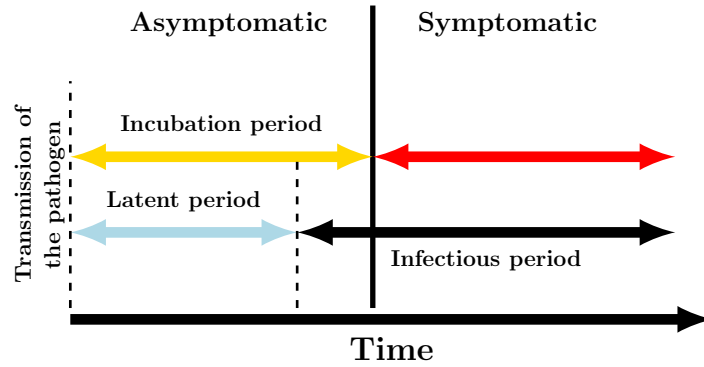 Asymptomatic
Symptomatic
Transmission of
the pathogen
Incubation period
Latent period
Infectious period
Time